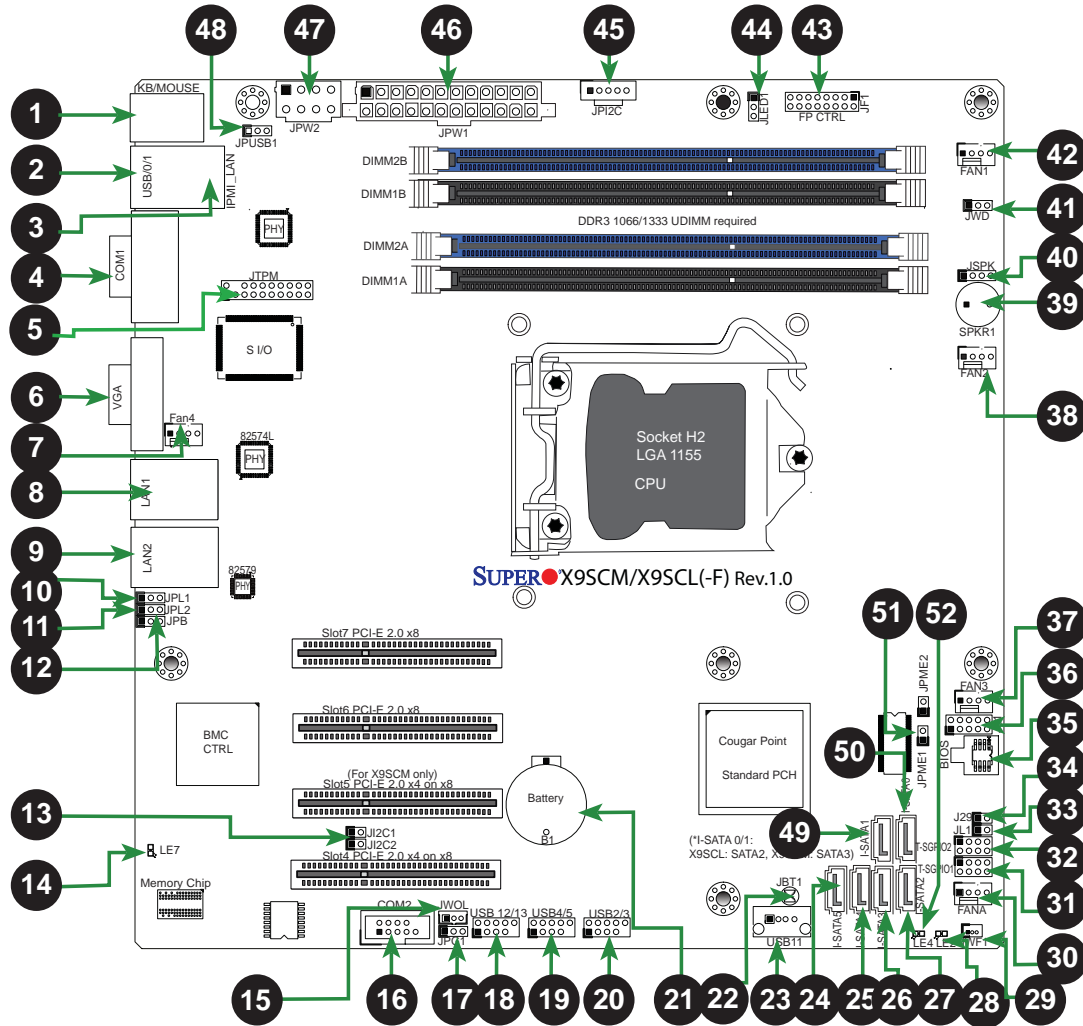 48
47
46
45
44
43
KB/MOUSE
1
JPW2
JPW1
JPI2C
JLED1
FP CTRL
JF1
JPUSB1
2
USB/0/1
IPMI_LAN
DIMM2B
FAN1
42
DIMM1B
3
PHY
DDR3 1066/1333 UDIMM required
JWD
41
4
COM1
DIMM2A
JTPM
DIMM1A
JSPK
40
5
39
SPKR1
S I/O
FAN2
6
VGA
38
Fan4
7
82574L
PHY
Socket H2
LGA 1155
CPU
8
LAN1
9
LAN2
82579
PHY
SUPER X9SCM/X9SCL(-F) Rev.1.0
10
JPL1
11
JPL2
JPB
12
51
52
37
Slot7 PCI-E 2.0 x8
JPME2
FAN3
36
BMC
CTRL
Slot6 PCI-E 2.0 x8
Cougar Point
Standard PCH
50
JPME1
BIOS
35
(For X9SCM only)
Slot5 PCI-E 2.0 x4 on x8
Battery
B1
34
13
JI2C1
JI2C2
49
I-SATA1
J29
JL1
33
(*I-SATA 0/1:
X9SCL: SATA2, SATA3)
T-SGPIO2
32
14
LE7
Slot4 PCI-E 2.0 x4 on x8
T-SGPIO1
31
Memory Chip
JBT1
I-SATA2
FANA
15
COM2
JWOL
JPG1
USB 12/13
USB4/5
USB2/3
USB11
I-SATA5
I-SATA3
LE4
30
16
17
18
19
20
21
22
23
24
25
26
27
28
29